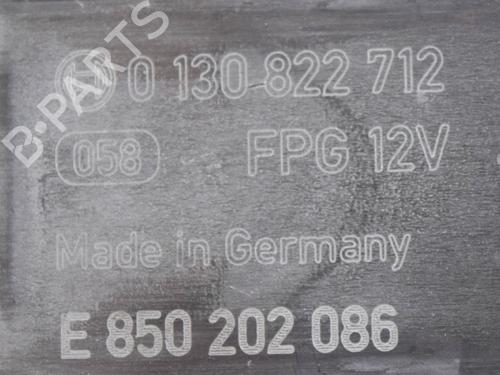 B-PARTS
0 130 822 712
058 FPG 12V
Made in Germany
E 850 202 086